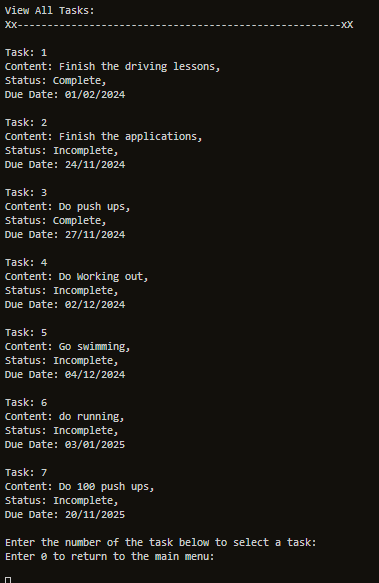 View All Tasks:
Xx------------------------------------------------------xX
Task: 1
Content: Finish the driving lessons,
Status: Complete,
Due Date: 01/02/2024
Task: 2
Content: Finish the applications,
Status: Incomplete,
Due Date: 24/11/2024
Task: 3
Content: Do push ups,
Status: Complete,
Due Date: 27/11/2024
Task: 4
Content: Do Working out,
Status: Incomplete,
Due Date: 02/12/2024
Task: 5
Content: Go swimming,
Status: Incomplete,
Due Date: 04/12/2024
Task: 6
Content: do running,
Status: Incomplete,
Due Date: 03/01/2025
Task: 7
Content: Do 100 push ups,
Status: Incomplete,
Due Date: 20/11/2025
Enter the number of the task below to select a task:
Enter 0 to return to the main menu: